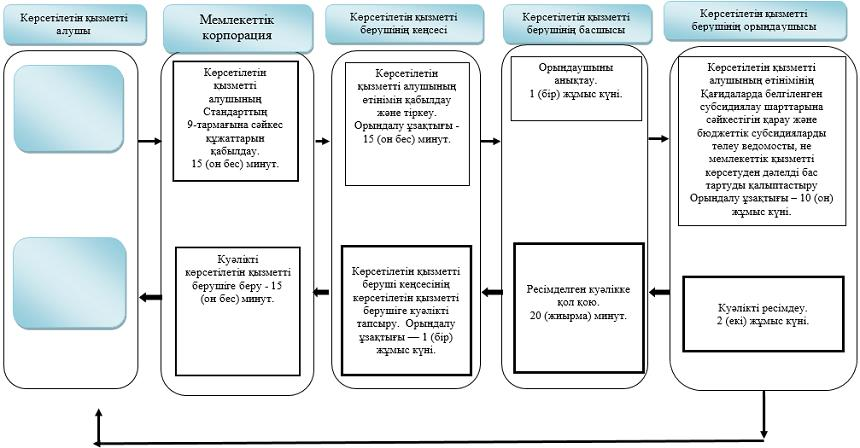 Көрсетілетін қызметті
алушы
Мемлекеттік
корпорация
Көрсетілетін қызметті
берушінің кеңсесі
Көрсетілетін қызметті
берушінің басшысы
Көрсетілетін қызметті
берушінің орындаушысы
Көрсетілетін
қызметті
алушының
Стандарттың
9-тармағына сәйкес
құжаттарын
қабылдау.
15 (он бес) минут.
Көрсетілетін
қызметті алушының
өтінімін қабылдау
және тіркеу.
Орындалу ұзақтығы -
15 (он бес) минут.
Орындаушыны
анықтау.
1 (бір) жұмыс күні.
Көрсетілетін қызметті
алушының өтінімінің
Қағидаларда белгіленген
субсидиялау шарттарына
сәйкестігін қарау және
бюджеттік субсидияларды
төлеу ведомосты, не
мемлекеттік қызметті
көрсетуден дәлелді бас
тартуды қалыптастыру
Орындалу ұзақтығы – 10 (он)
жұмыс күні.
Куәлікті
көрсетілетін қызметті
берушіге беру - 15
(он бес) минут.
Көрсетілетін қызметті
беруші кеңсесінің
көрсетілетін қызметті
берушіге куәлікті
тапсыру. Орындалу
ұзақтығы — 1 (бір)
жұмыс күні.
Ресімделген куәлікке
қол қою.
20 (жиырма) минут.
Куәлікті ресімдеу.
2 (екі) жұмыс күні.